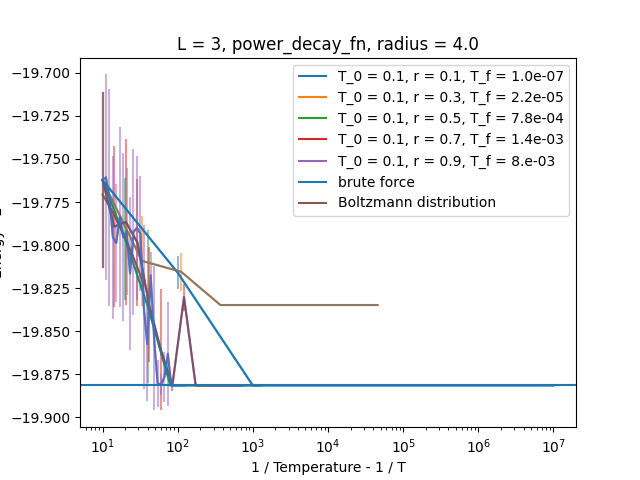 L = 3, power_decay_fn, radius = 4.0
−19.700
−19.725
−19.750
−19.775
−19.800
−19.825
−19.850
−19.875
−19.900
T_0 = 0.1, r = 0.1, T_f = 1.0e-07
T_0 = 0.1, r = 0.3, T_f = 2.2e-05
T_0 = 0.1, r = 0.5, T_f = 7.8e-04
T_0 = 0.1, r = 0.7, T_f = 1.4e-03
T_0 = 0.1, r = 0.9, T_f = 8.e-03
brute force
Boltzmann distribution
10¹ 10² 10³ 10⁴ 10⁵ 10⁶ 10⁷
1 / Temperature - 1 / T